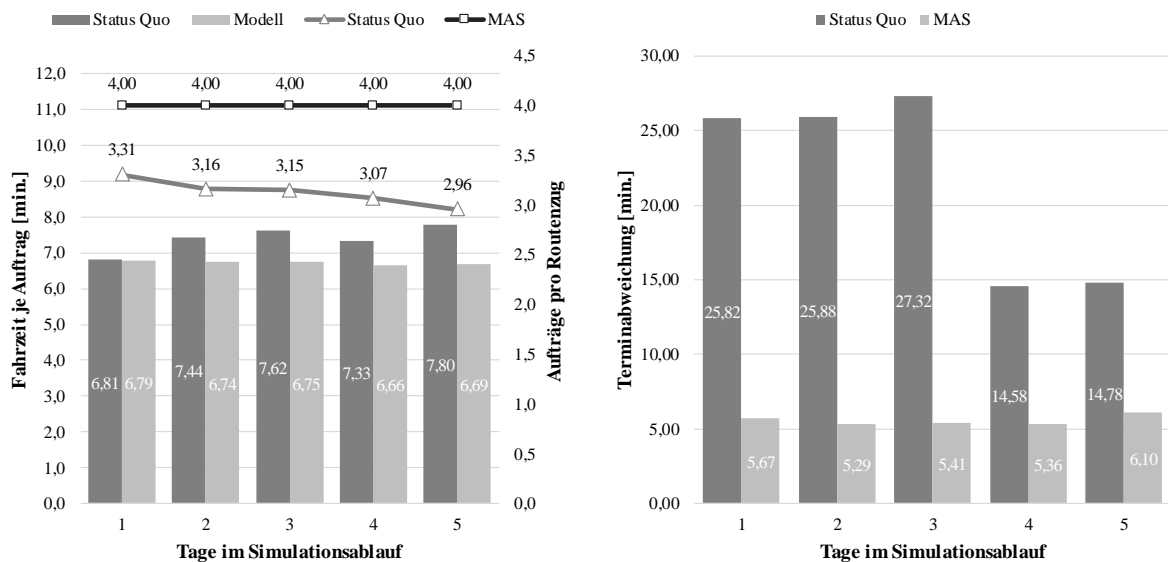 Status Quo Modell Status Quo MAS
12,0
11,0
10,0
9,0
8,0
7,0
6,0
5,0
4,0
3,0
2,0
1,0
0,0
Fahrzeit je Auftrag [min.]
4,00 4,00 4,00 4,00 4,00
3,31 3,16 3,15 3,07 2,96
6,81 6,79 7,44 6,74 7,62 6,75 7,33 6,66 7,80 6,69
4,5
4,0
3,5
3,0
2,5
2,0
1,5
1,0
0,5
0,0
Aufträge pro Routenzug
1 2 3 4 5
Tage im Simulationsablauf
Status Quo MAS
30,00
25,00
20,00
15,00
10,00
5,00
0,00
Terminabweichung [min.]
25,82 25,88 27,32 14,58 14,78
5,67 5,29 5,41 5,36 6,10
1 2 3 4 5
Tage im Simulationsablauf